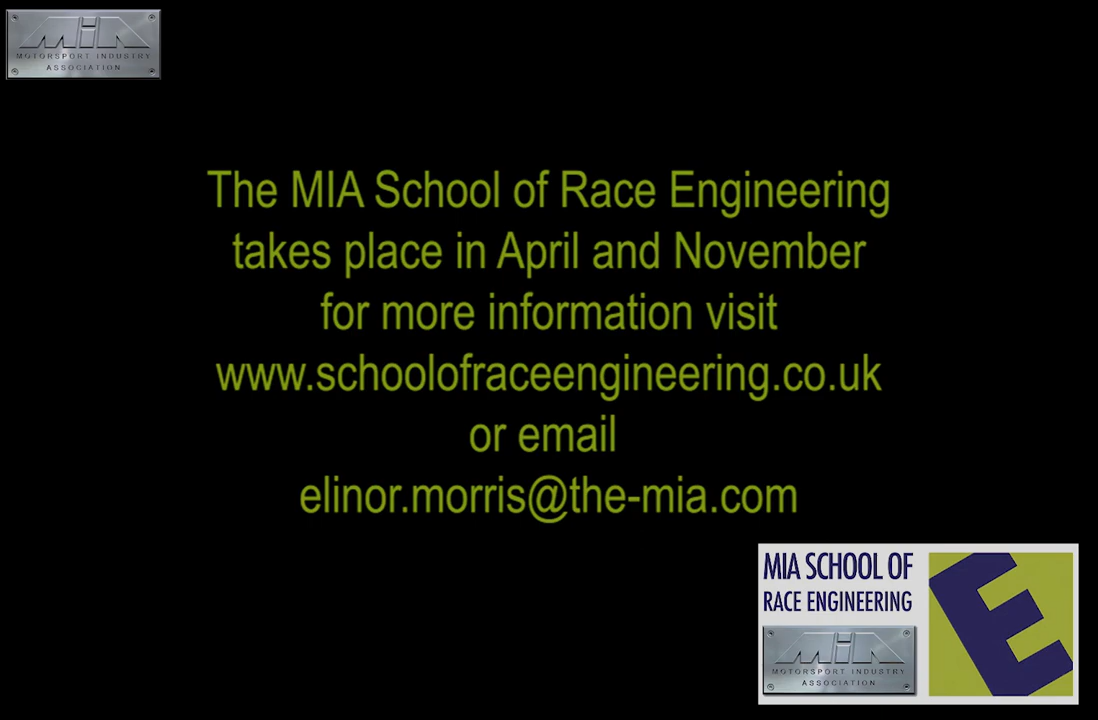 MIA
MOTORSPORT INDUSTRY
ASSOCIATION
The MIA School of Race Engineering
takes place in April and November
for more information visit
www.schoolofraceengineering.co.uk
or email
elinor.morris@the-mia.com
MIA SCHOOL OF
RACE ENGINEERING
E
MIA
MOTORSPORT INDUSTRY
ASSOCIATION